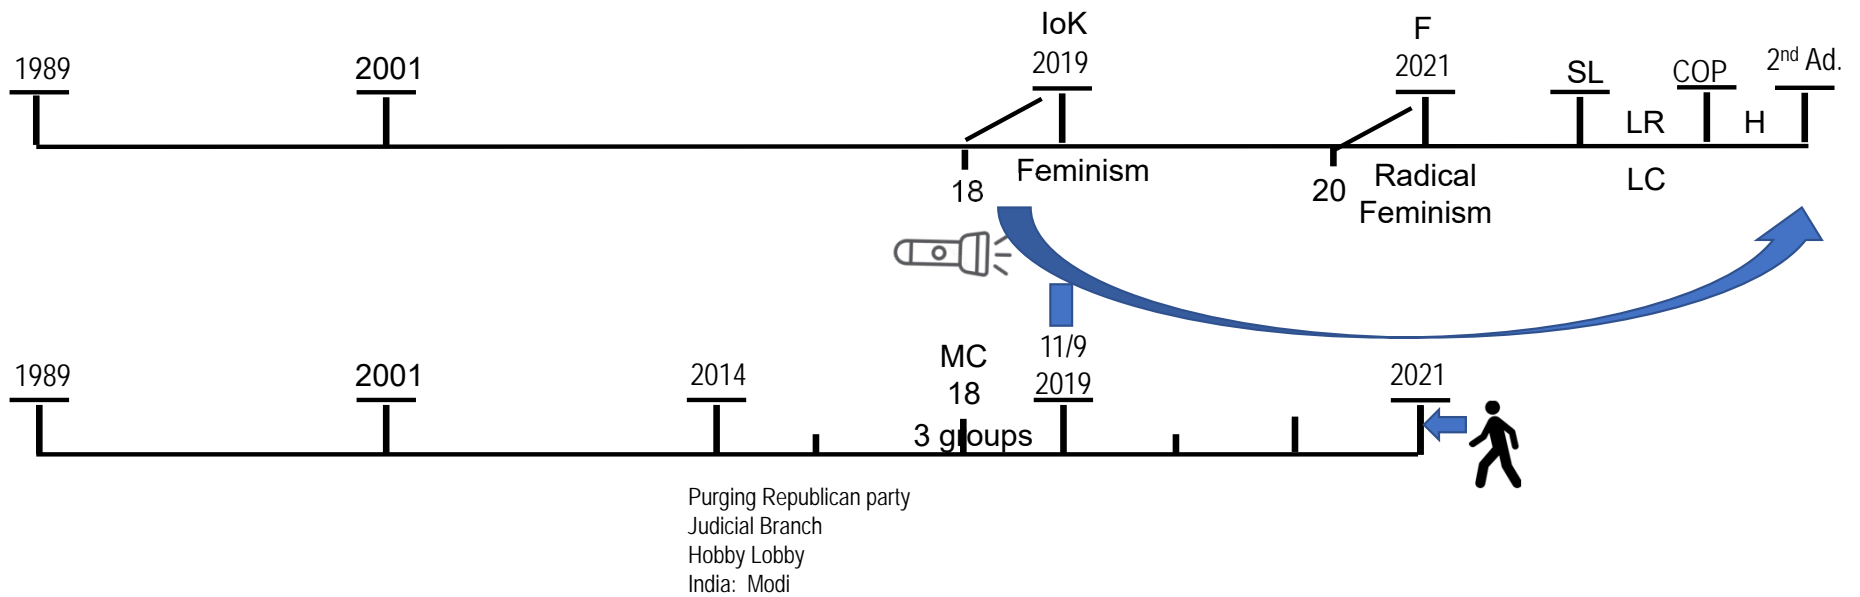 1989
2001
IoK
2019
F
2021
SL
COP
2nd Ad.
LR
H
18
Feminism
20
Radical
Feminism
LC
1989
2001
2014
MC
18
3 groups
11/9
2019
2021
Purging Republican party
Judicial Branch
Hobby Lobby
India: Modi